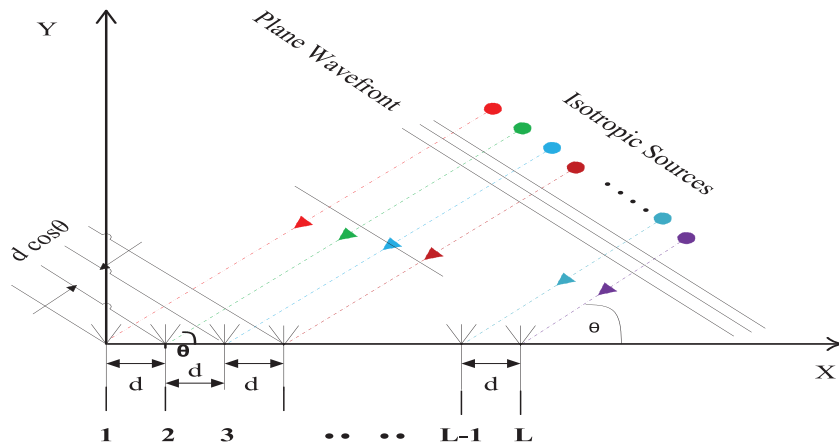 Y
Plane Wavefront
Isotropic Sources
d cosθ
θ
ɵ
X
d
d
d
d
1 2 3 L-1 L